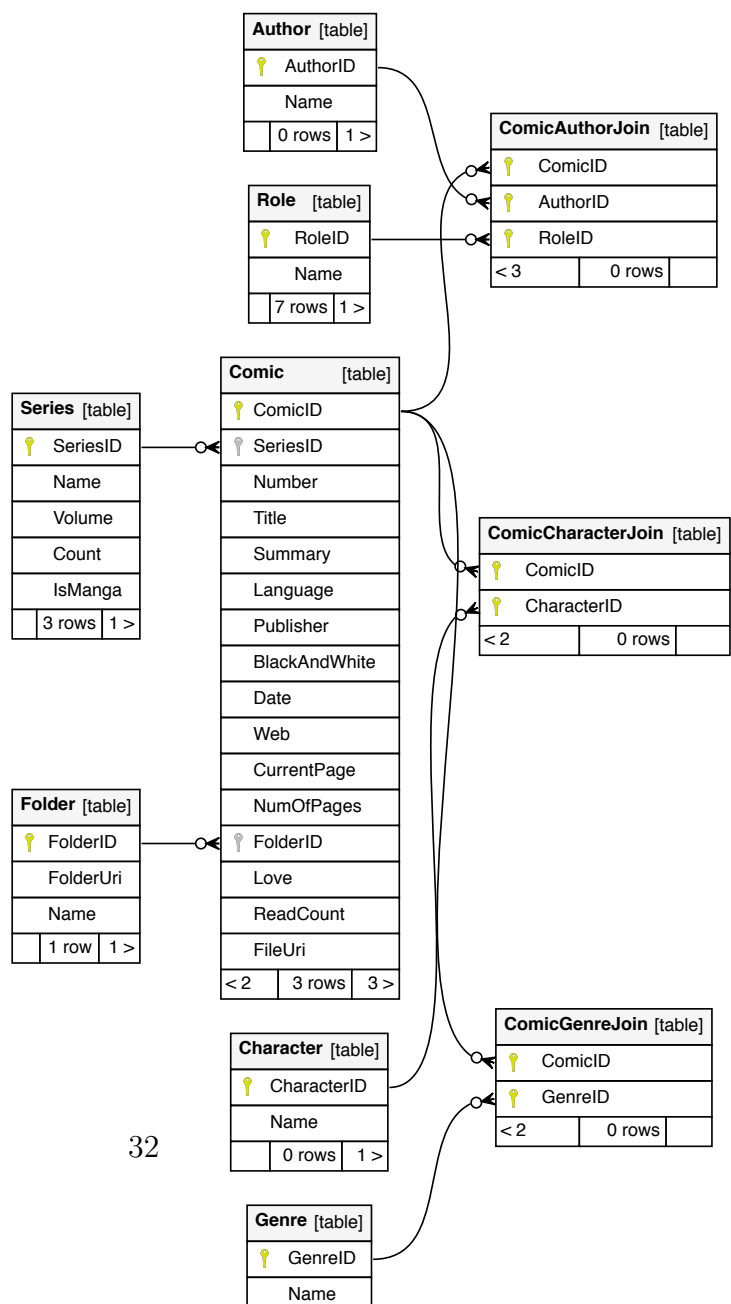 Author [table]
AuthorID
Name
0 rows 1 >
ComicAuthorJoin [table]
ComicID
AuthorID
RoleID
< 3 0 rows
Role [table]
RoleID
Name
7 rows 1 >
Comic [table]
ComicID
SeriesID
Number
Title
Summary
Language
Publisher
BlackAndWhite
Date
Web
CurrentPage
NumOfPages
FolderID
Love
ReadCount
FileUri
< 2 3 rows 3 >
Series [table]
SeriesID
Name
Volume
Count
IsManga
3 rows 1 >
ComicCharacterJoin [table]
ComicID
CharacterID
< 2 0 rows
Folder [table]
FolderID
FolderUri
Name
1 row 1 >
ComicGenreJoin [table]
ComicID
GenreID
< 2 0 rows
Character [table]
CharacterID
Name
0 rows 1 >
32
Genre [table]
GenreID
Name